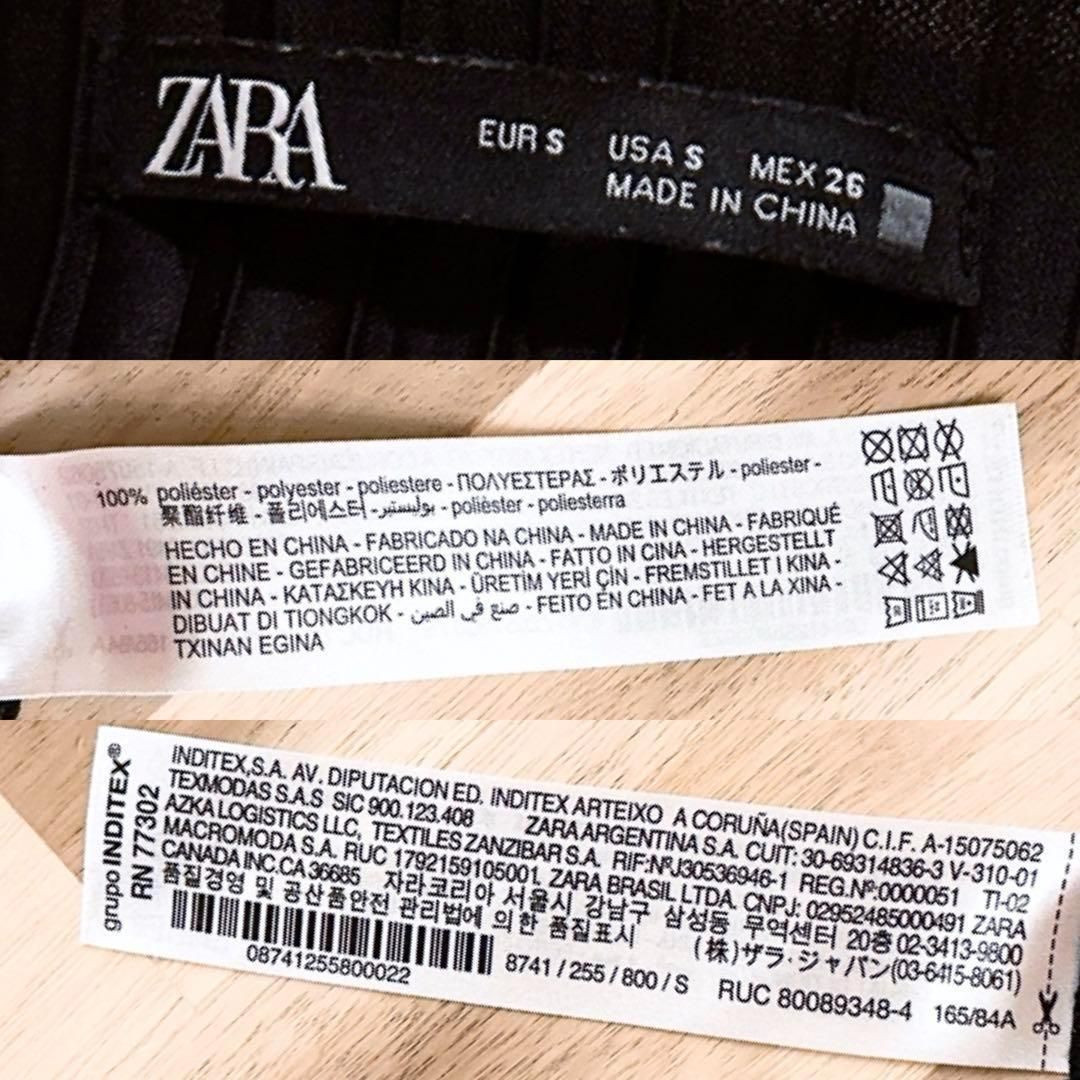 ZARA
EUR S USA S MEX 26
MADE IN CHINA
100% poliéster - polyester - poliestere - ΠΟΛΥΕΣΤΕΡΑΣ - ポリエステル - poliester -
聚酯纤维 - 폴리에스터 - بوليستير - polièster - poliesterra
HECHO EN CHINA - FABRICADO NA CHINA - MADE IN CHINA - FABRIQUÉ
EN CHINE - GEFABRICEERD IN CHINA - FATTO IN CINA - HERGESTELLT
IN CHINA - ΚΑΤΑΣΚΕΥΗ ΚΙΝΑ - ÜRETİM YERİ ÇİN - FREMSTILLET I KINA -
DIBUAT DI TIONGKOK - صنع في الصين - FEITO EN CHINA - FET A LA XINA -
TXINAN EGINA
grupo INDITEX®
RN 77302
INDITEX,S.A. AV. DIPUTACION ED. INDITEX ARTEIXO A CORUÑA(SPAIN) C.I.F. A-15075062
TEXMODAS S.A.S SIC 900.123.408 ZARA ARGENTINA S.A. CUIT: 30-69314836-3 V-310-01
AZKA LOGISTICS LLC, TEXTILES ZANZIBAR S.A. RIF:Nº J30536946-1 REG.Nº:0000051 TI-02
MACROMODA S.A. RUC 1792159105001, ZARA BRASIL LTDA. CNPJ: 02952485000491 ZARA
CANADA INC.CA 36685 자라코리아 서울시 강남구 삼성동 무역센터 20층 02-3413-9800
품질경영 및 공산품안전 관리법에 의한 품질표시 (株)ザラ・ジャパン(03-6415-8061)
08741255800022 8741 / 255 / 800 / S RUC 80089348-4 165/84A